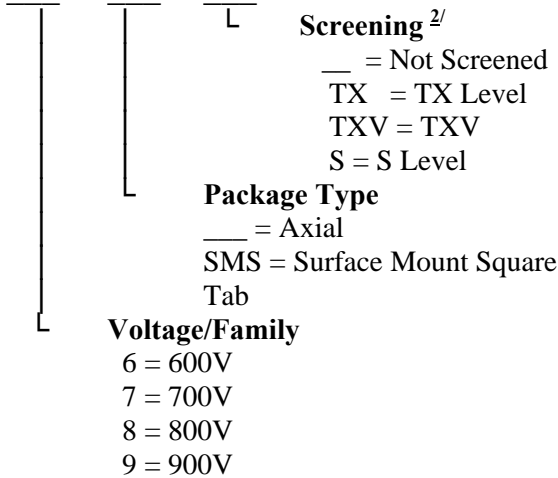 Screening 2/
__ = Not Screened
TX = TX Level
TXV = TXV
S = S Level
Package Type
___ = Axial
SMS = Surface Mount Square
Tab
Voltage/Family
6 = 600V
7 = 700V
8 = 800V
9 = 900V